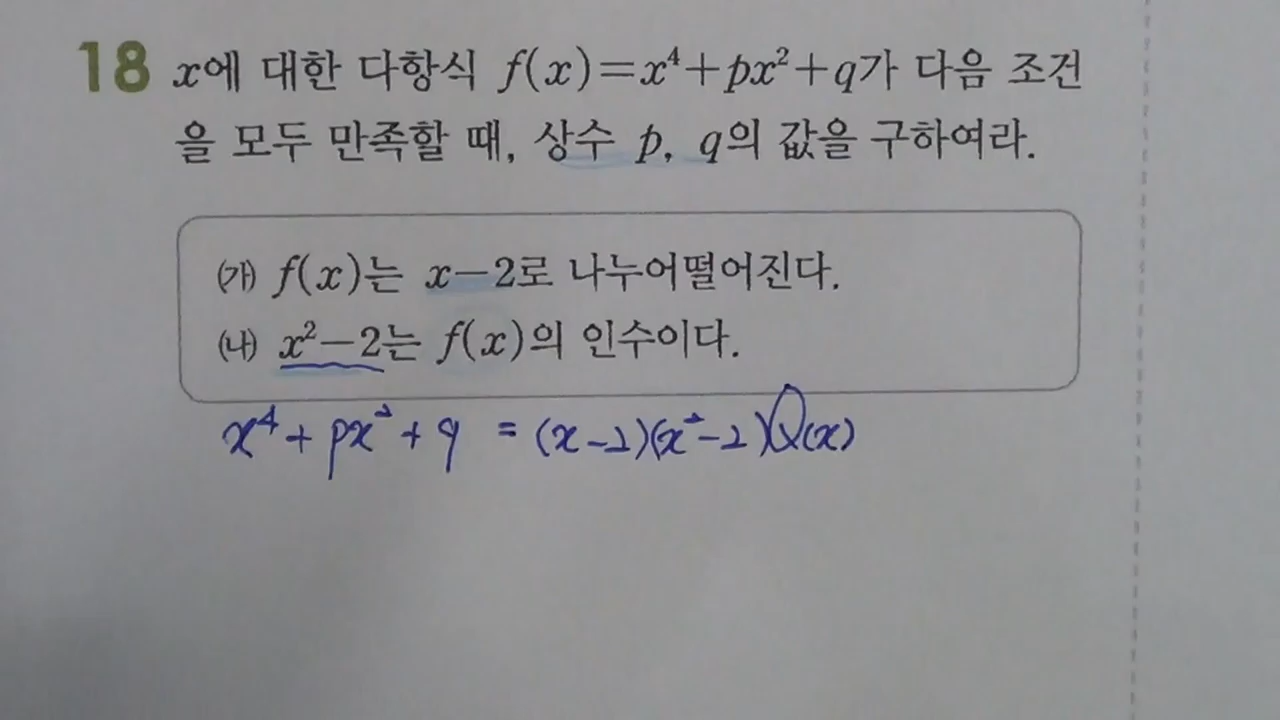 18 x에 대한 다항식 f(x)=x⁴+px²+q가 다음 조건
을 모두 만족할 때, 상수 p, q의 값을 구하여라.
㈎ f(x)는 x-2로 나누어떨어진다.
㈏ x²-2는 f(x)의 인수이다.
x⁴+px²+q = (x-2)(x²-2)Q(x)